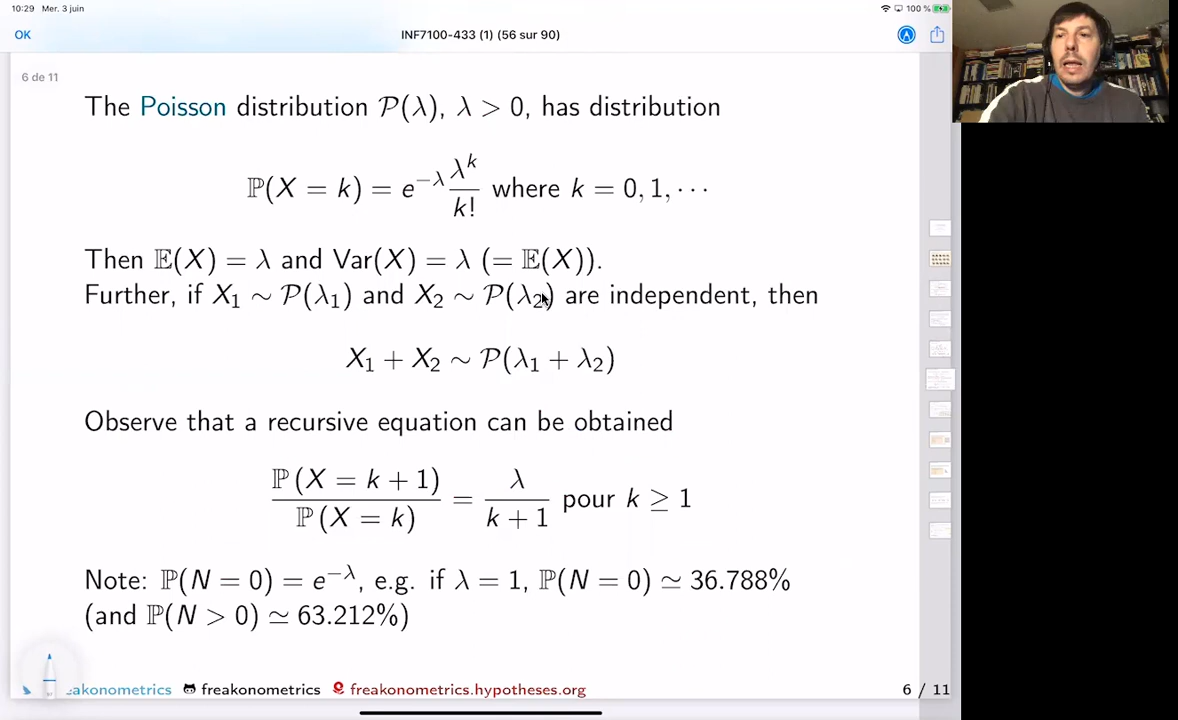 10:29 Mer. 3 juin
100 %
OK
INF7100-433 (1) (56 sur 90)
6 de 11
The Poisson distribution 𝒫(λ), λ > 0, has distribution
ℙ(X = k) = e^{−λ} λ^k / k! where k = 0, 1, ⋯
Then 𝔼(X) = λ and Var(X) = λ (= 𝔼(X)).
Further, if X₁ ∼ 𝒫(λ₁) and X₂ ∼ 𝒫(λ₂) are independent, then
X₁ + X₂ ∼ 𝒫(λ₁ + λ₂)
Observe that a recursive equation can be obtained
ℙ(X = k + 1) / ℙ(X = k) = λ / (k + 1) pour k ≥ 1
Note: ℙ(N = 0) = e^{−λ}, e.g. if λ = 1, ℙ(N = 0) ≃ 36.788%
(and ℙ(N > 0) ≃ 63.212%)
akonometrics freakonometrics freakonometrics.hypotheses.org 6 / 11